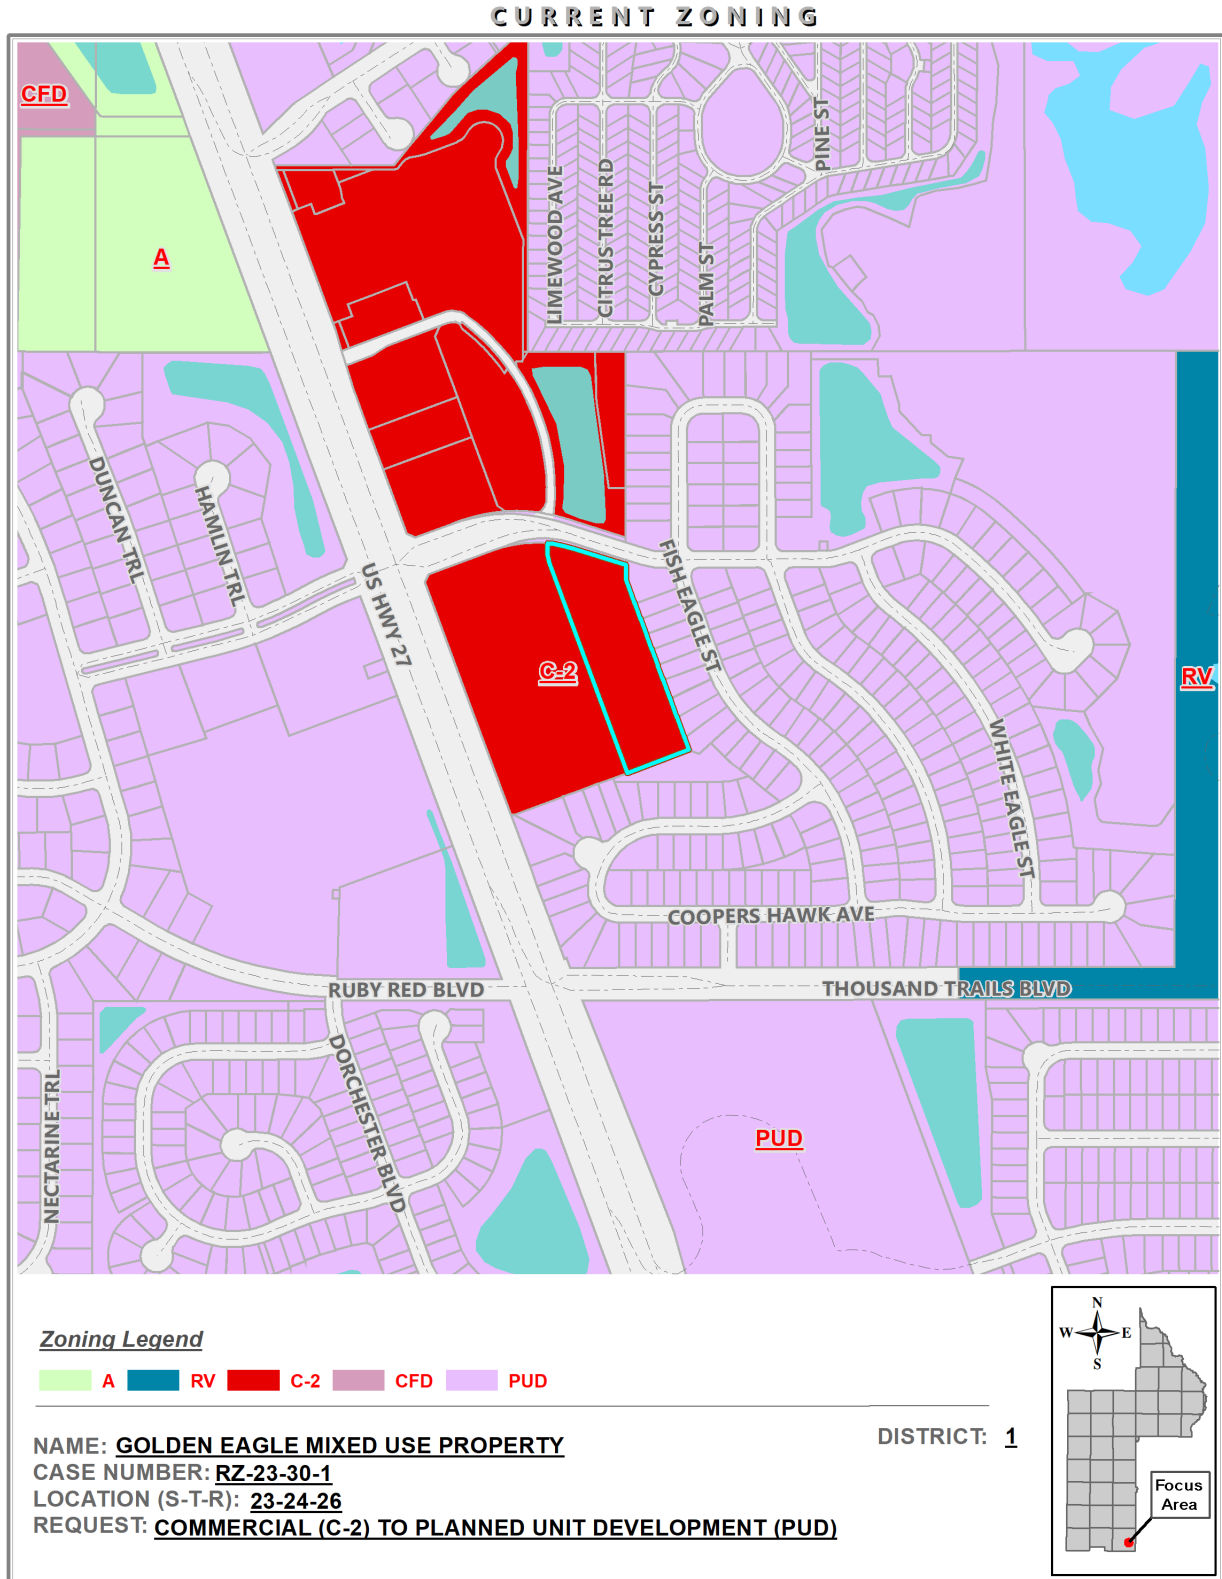 CURRENT ZONING
CFD
A
LIMEWOOD AVE
CITRUS TREE RD
CYPRESS ST
PALM ST
PINE ST
DUNCAN TRL
HAMLIN TRL
US HWY 27
FISH EAGLE ST
C-2
RV
WHITE EAGLE ST
COOPERS HAWK AVE
RUBY RED BLVD
THOUSAND TRAILS BLVD
NECTARINE TRL
DORCHESTER BLVD
PUD
Zoning Legend
A RV C-2 CFD PUD
NAME: GOLDEN EAGLE MIXED USE PROPERTY
CASE NUMBER: RZ-23-30-1
LOCATION (S-T-R): 23-24-26
REQUEST: COMMERCIAL (C-2) TO PLANNED UNIT DEVELOPMENT (PUD)
DISTRICT: 1
N
W E
S
Focus
Area